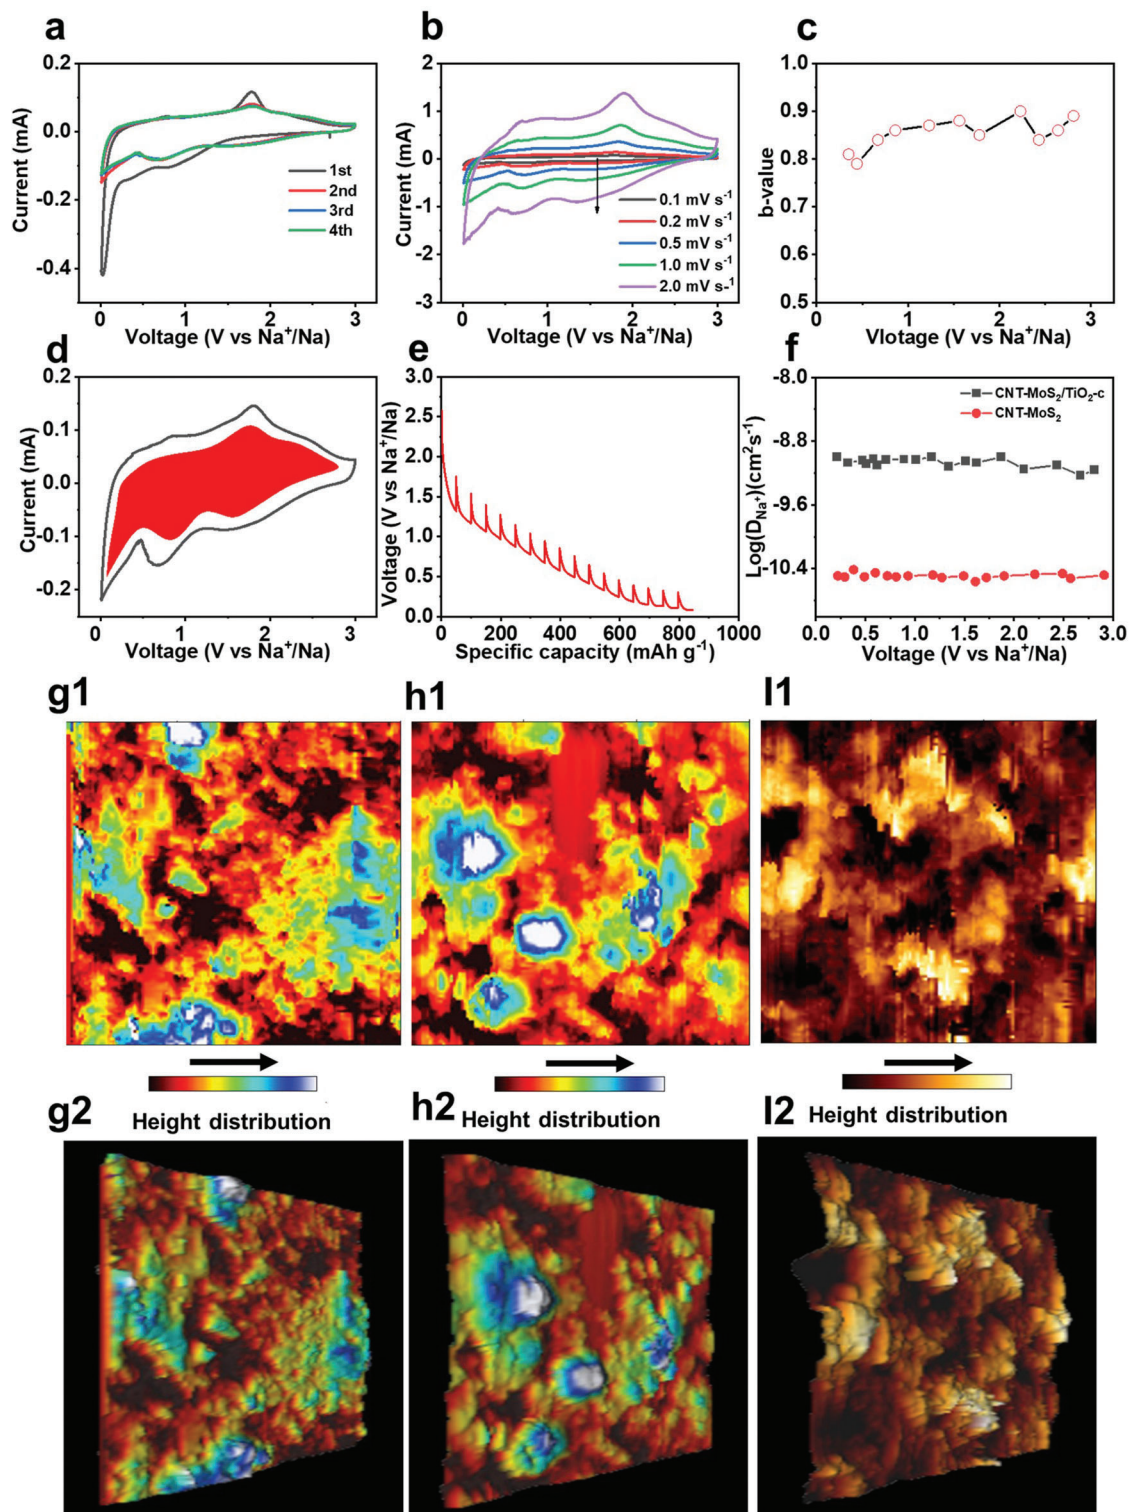 a
0.2
0.0
-0.2
-0.4
Current (mA)
1st
2nd
3rd
4th
0
1
2
3
Voltage (V vs Na⁺/Na)
b
2
1
0
-1
-2
-3
Current (mA)
0.1 mV s⁻¹
0.2 mV s⁻¹
0.5 mV s⁻¹
1.0 mV s⁻¹
2.0 mV s-¹
0
1
2
3
Voltage (V vs Na⁺/Na)
c
1.0
0.9
0.8
0.7
0.6
0.5
b-value
0
1
2
3
Vlotage (V vs Na⁺/Na)
d
0.2
0.1
0.0
-0.1
-0.2
Current (mA)
0
1
2
3
Voltage (V vs Na⁺/Na)
e
3.0
2.5
2.0
1.5
1.0
0.5
0.0
Voltage (V vs Na⁺/Na)
0
200
400
600
800
1000
Specific capacity (mAh g⁻¹)
f
-8.0
-8.8
-9.6
-10.4
Log(D_Na⁺)(cm²s⁻¹)
CNT-MoS₂/TiO₂-c
CNT-MoS₂
0.0
0.5
1.0
1.5
2.0
2.5
3.0
Voltage (V vs Na⁺/Na)
g1
h1
I1
g2
Height distribution
h2
Height distribution
I2
Height distribution